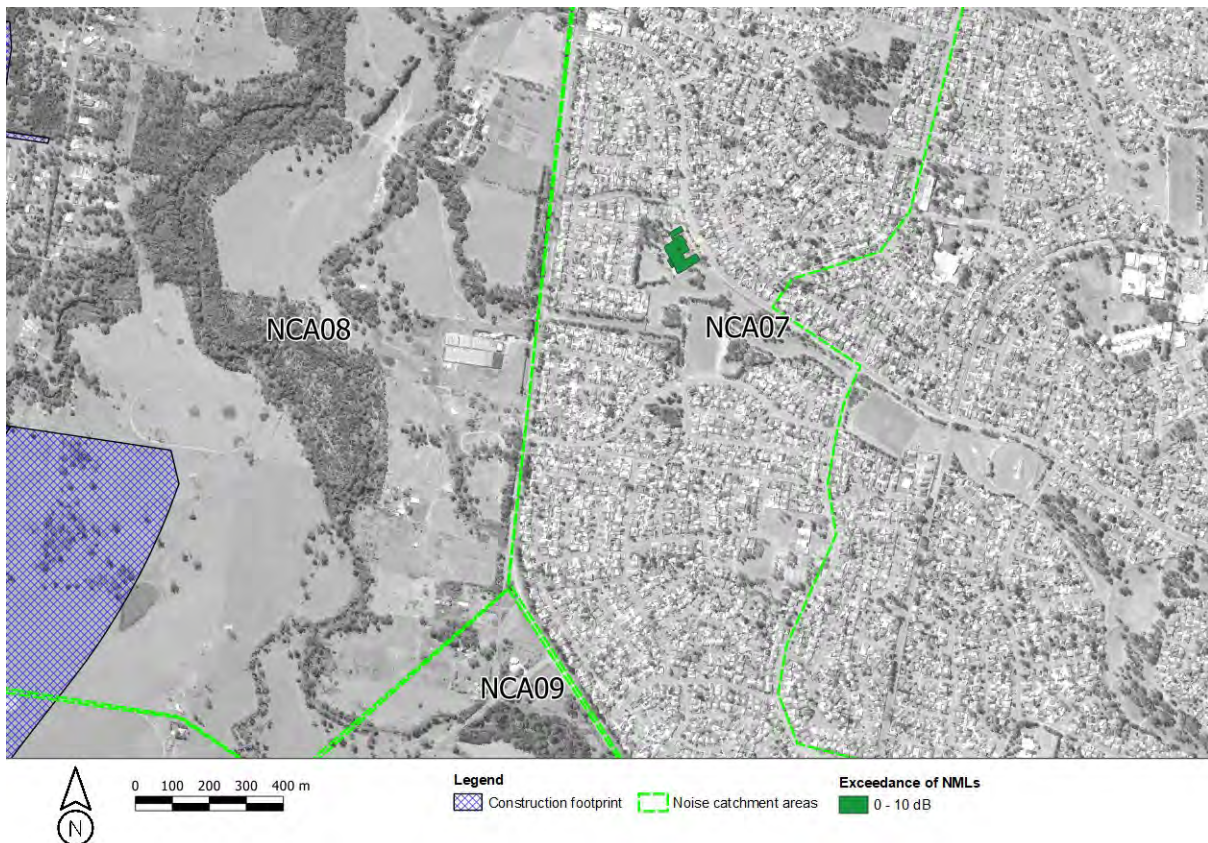 NCA08
NCA07
NCA09
N
0 100 200 300 400 m
Legend
Construction footprint
Noise catchment areas
Exceedance of NMLs
0 - 10 dB